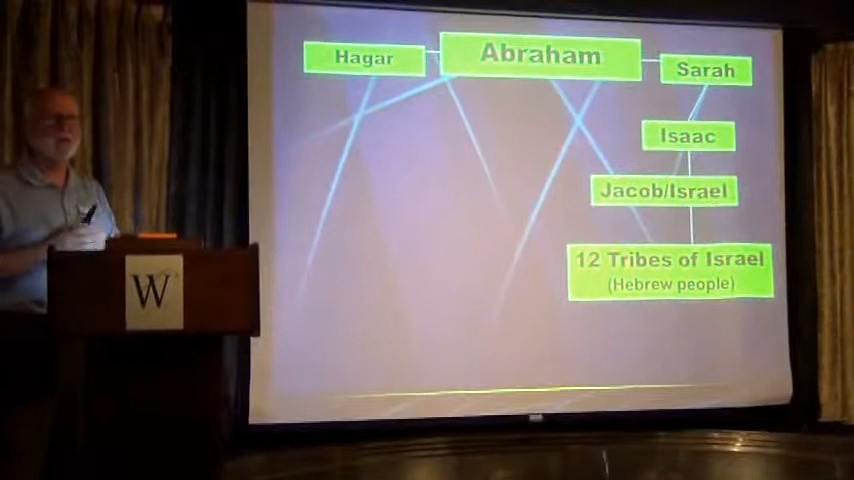 Hagar
Abraham
Sarah
Isaac
Jacob/Israel
12 Tribes of Israel
(Hebrew people)
W